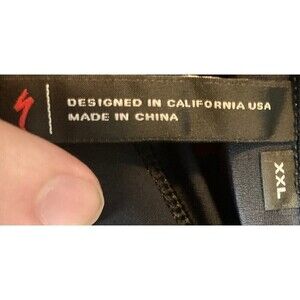 DESIGNED IN CALIFORNIA USA
MADE IN CHINA
XXL